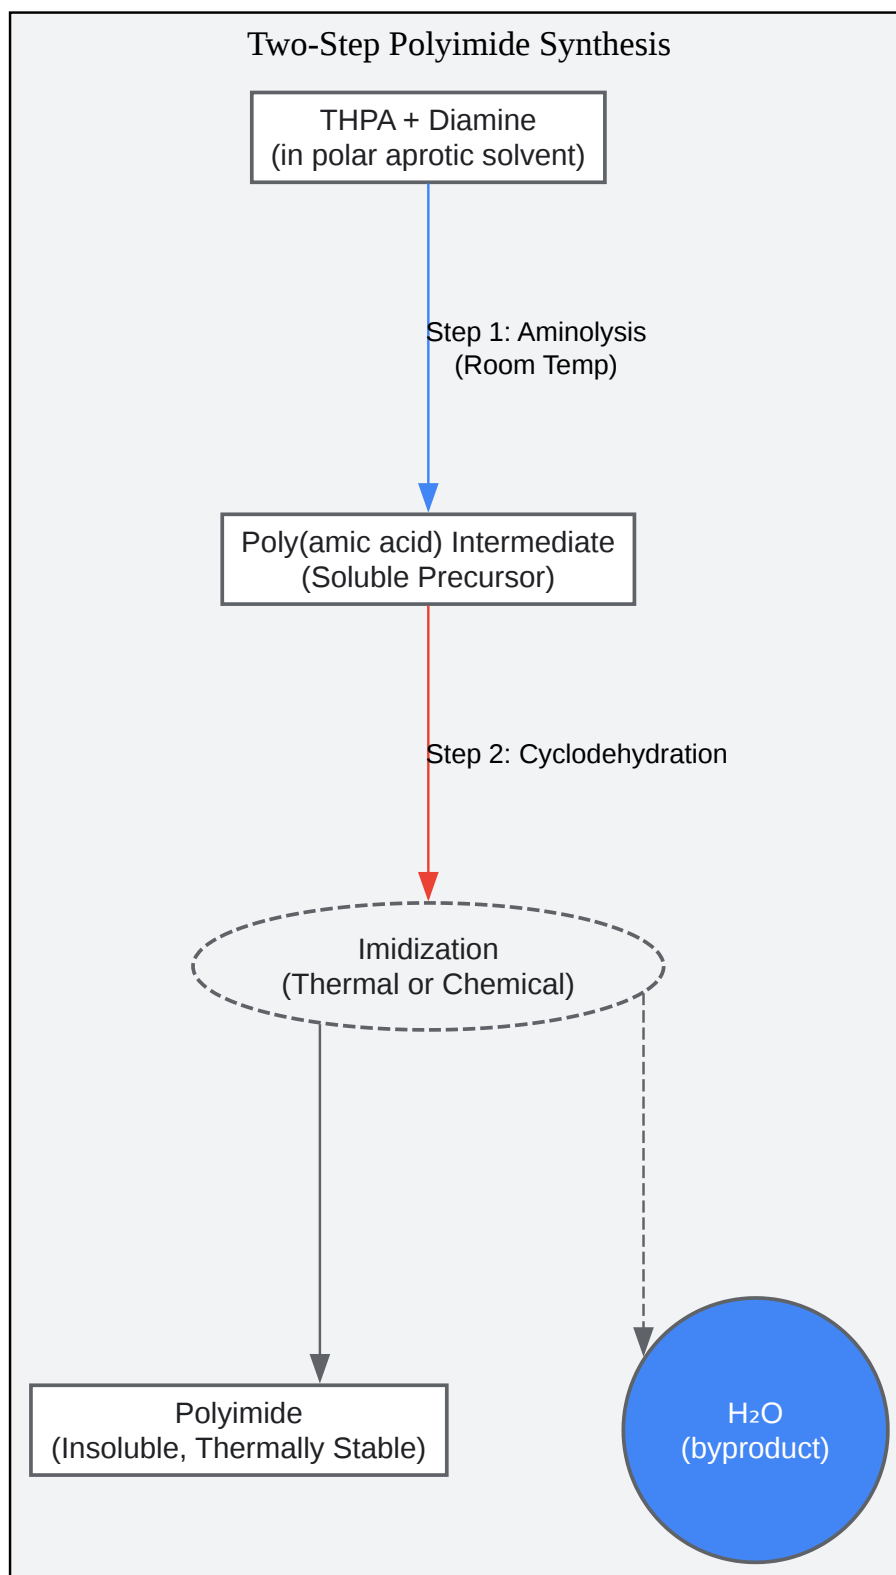 Two-Step Polyimide Synthesis
THPA + Diamine
(in polar aprotic solvent)
Step 1: Aminolysis
(Room Temp)
Poly(amic acid) Intermediate
(Soluble Precursor)
Step 2: Cyclodehydration
Imidization
(Thermal or Chemical)
Polyimide
(Insoluble, Thermally Stable)
H₂O
(byproduct)